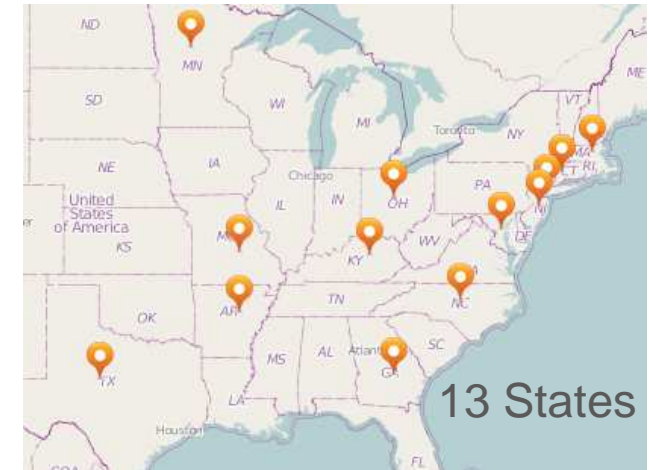 ND
MN
ME
SD
WI
VT
MI
Toronto
NY
MA
NE
IA
Chicago
CT RI
United
States
of America
IL
IN
OH
PA
NJ
KS
WV
DE
KY
OK
TN
NC
AR
MS
AL
Atlant
SC
GA
TX
LA
13 States
Houston
FL